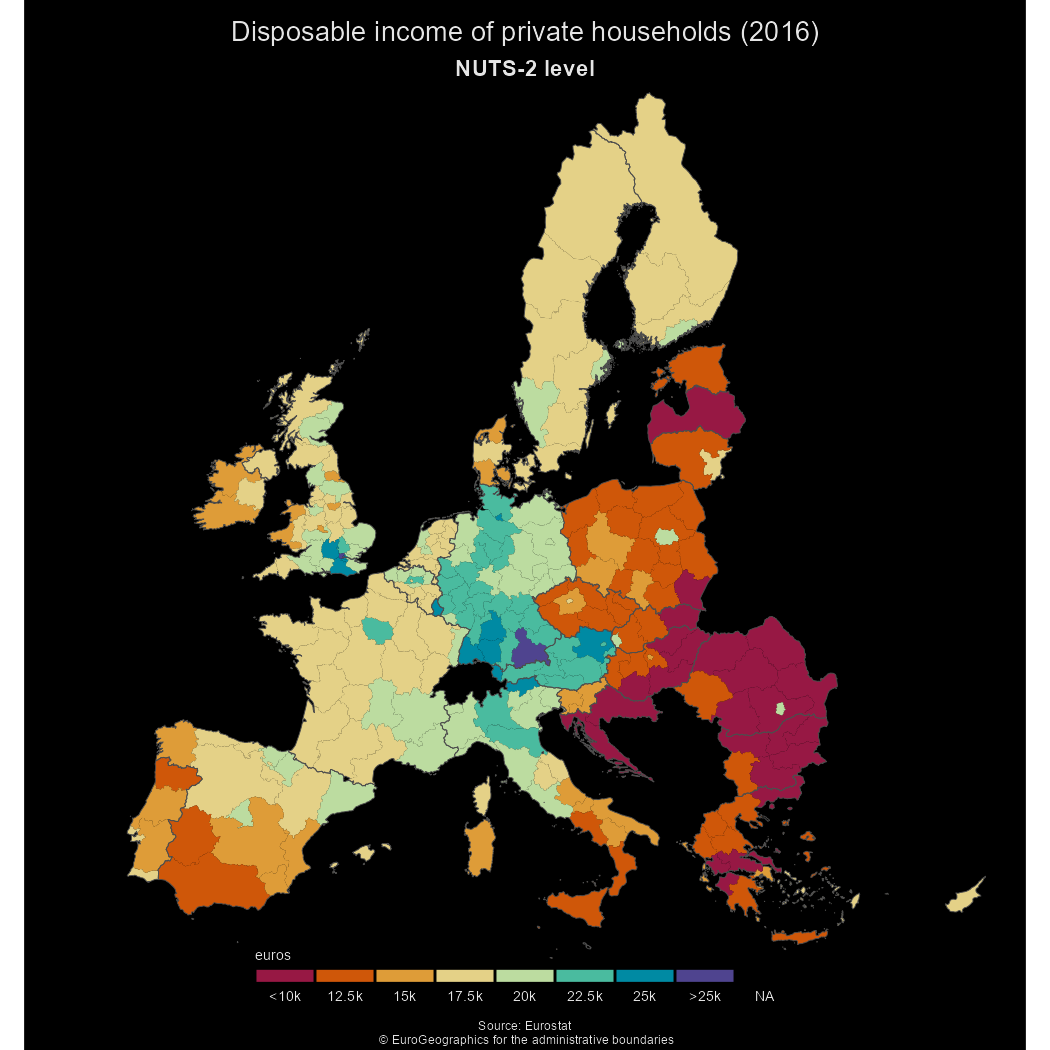 Disposable income of private households (2016)
NUTS-2 level
euros
<10k 12.5k 15k 17.5k 20k 22.5k 25k >25k NA
Source: Eurostat
© EuroGeographics for the administrative boundaries